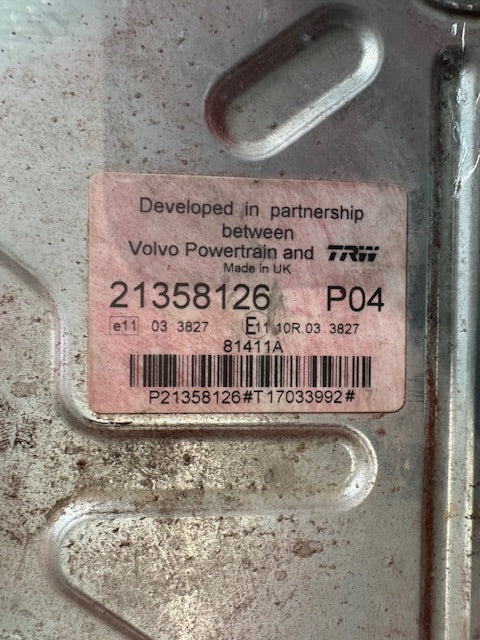 Developed in partnership
between
Volvo Powertrain and TRW
Made in UK
21358126 P04
e11 03 3827 E11 10R 03 3827
81411A
P21358126#T17033992#